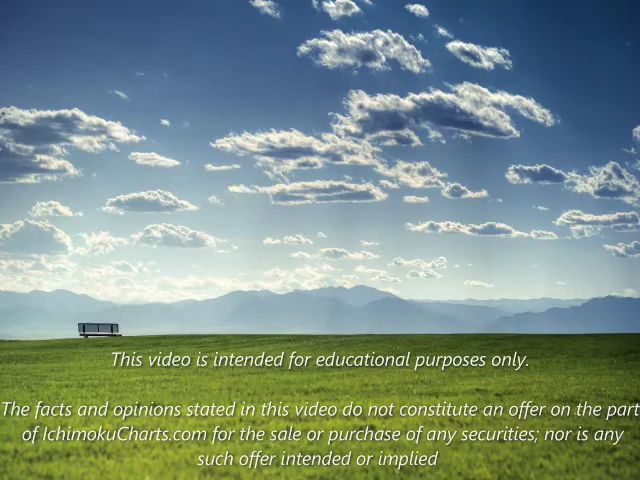 This video is intended for educational purposes only.
The facts and opinions stated in this video do not constitute an offer on the part
of IchimokuCharts.com for the sale or purchase of any securities; nor is any
such offer intended or implied